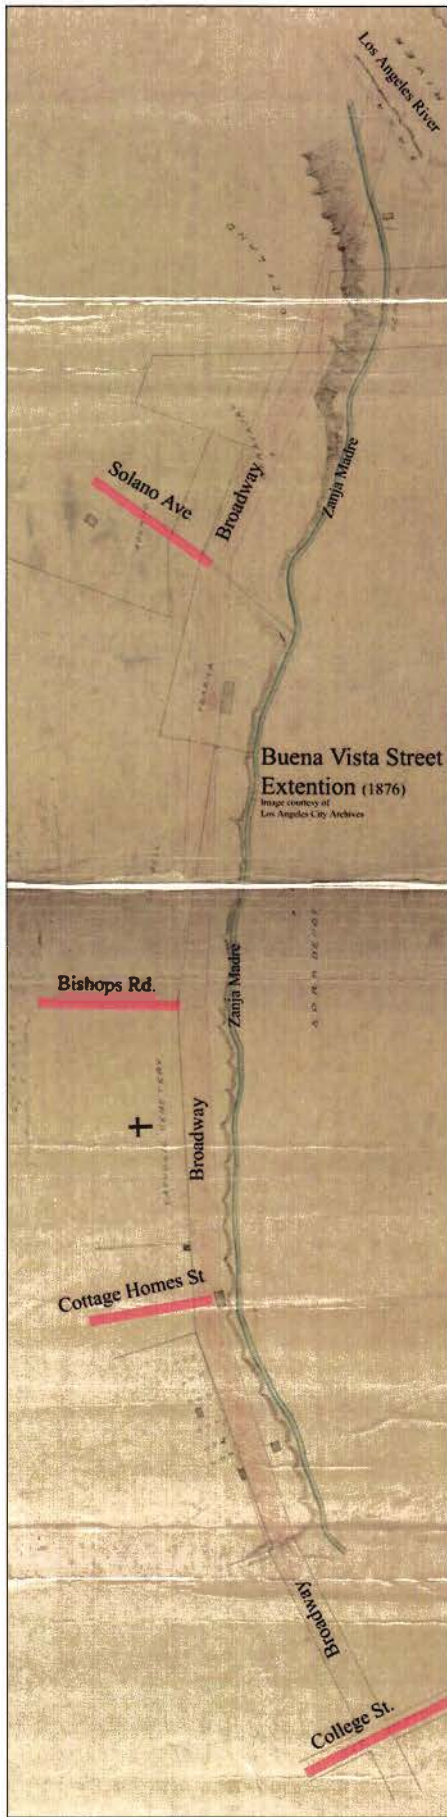 Los Angeles River
Solano Ave
Broadway
Zanja Madre
Buena Vista Street
Extention (1876)
Image courtesy of
Los Angeles City Archives
Bishops Rd.
Zanja Madre
Broadway
Cottage Homes St
Broadway
College St.